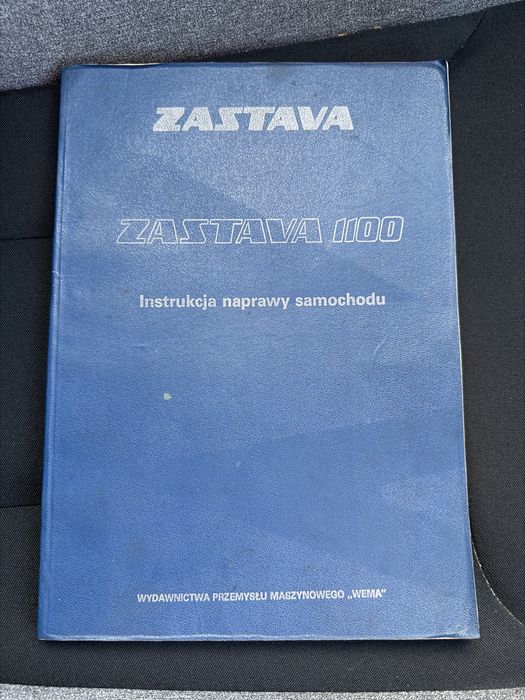 ZASTAVA
ZASTAVA 1100
Instrukcja naprawy samochodu
WYDAWNICTWA PRZEMYSŁU MASZYNOWEGO „WEMA”